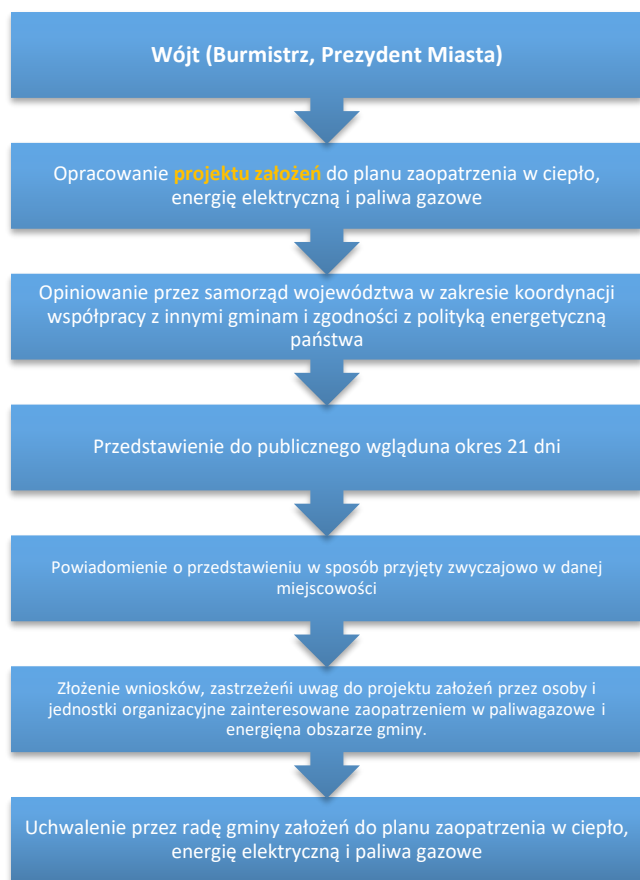 Wójt (Burmistrz, Prezydent Miasta)
Opracowanie projektu założeń do planu zaopatrzenia w ciepło,
energię elektryczną i paliwa gazowe
Opiniowanie przez samorząd województwa w zakresie koordynacji
współpracy z innymi gminam i zgodności z polityką energetyczną
państwa
Przedstawienie do publicznego wgląduna okres 21 dni
Powiadomienie o przedstawieniu w sposób przyjęty zwyczajowo w danej
miejscowości
Złożenie wniosków, zastrzeżeńi uwag do projektu założeń przez osoby i
jednostki organizacyjne zainteresowane zaopatrzeniem w paliwagazowe i
energięna obszarze gminy.
Uchwalenie przez radę gminy założeń do planu zaopatrzenia w ciepło,
energię elektryczną i paliwa gazowe